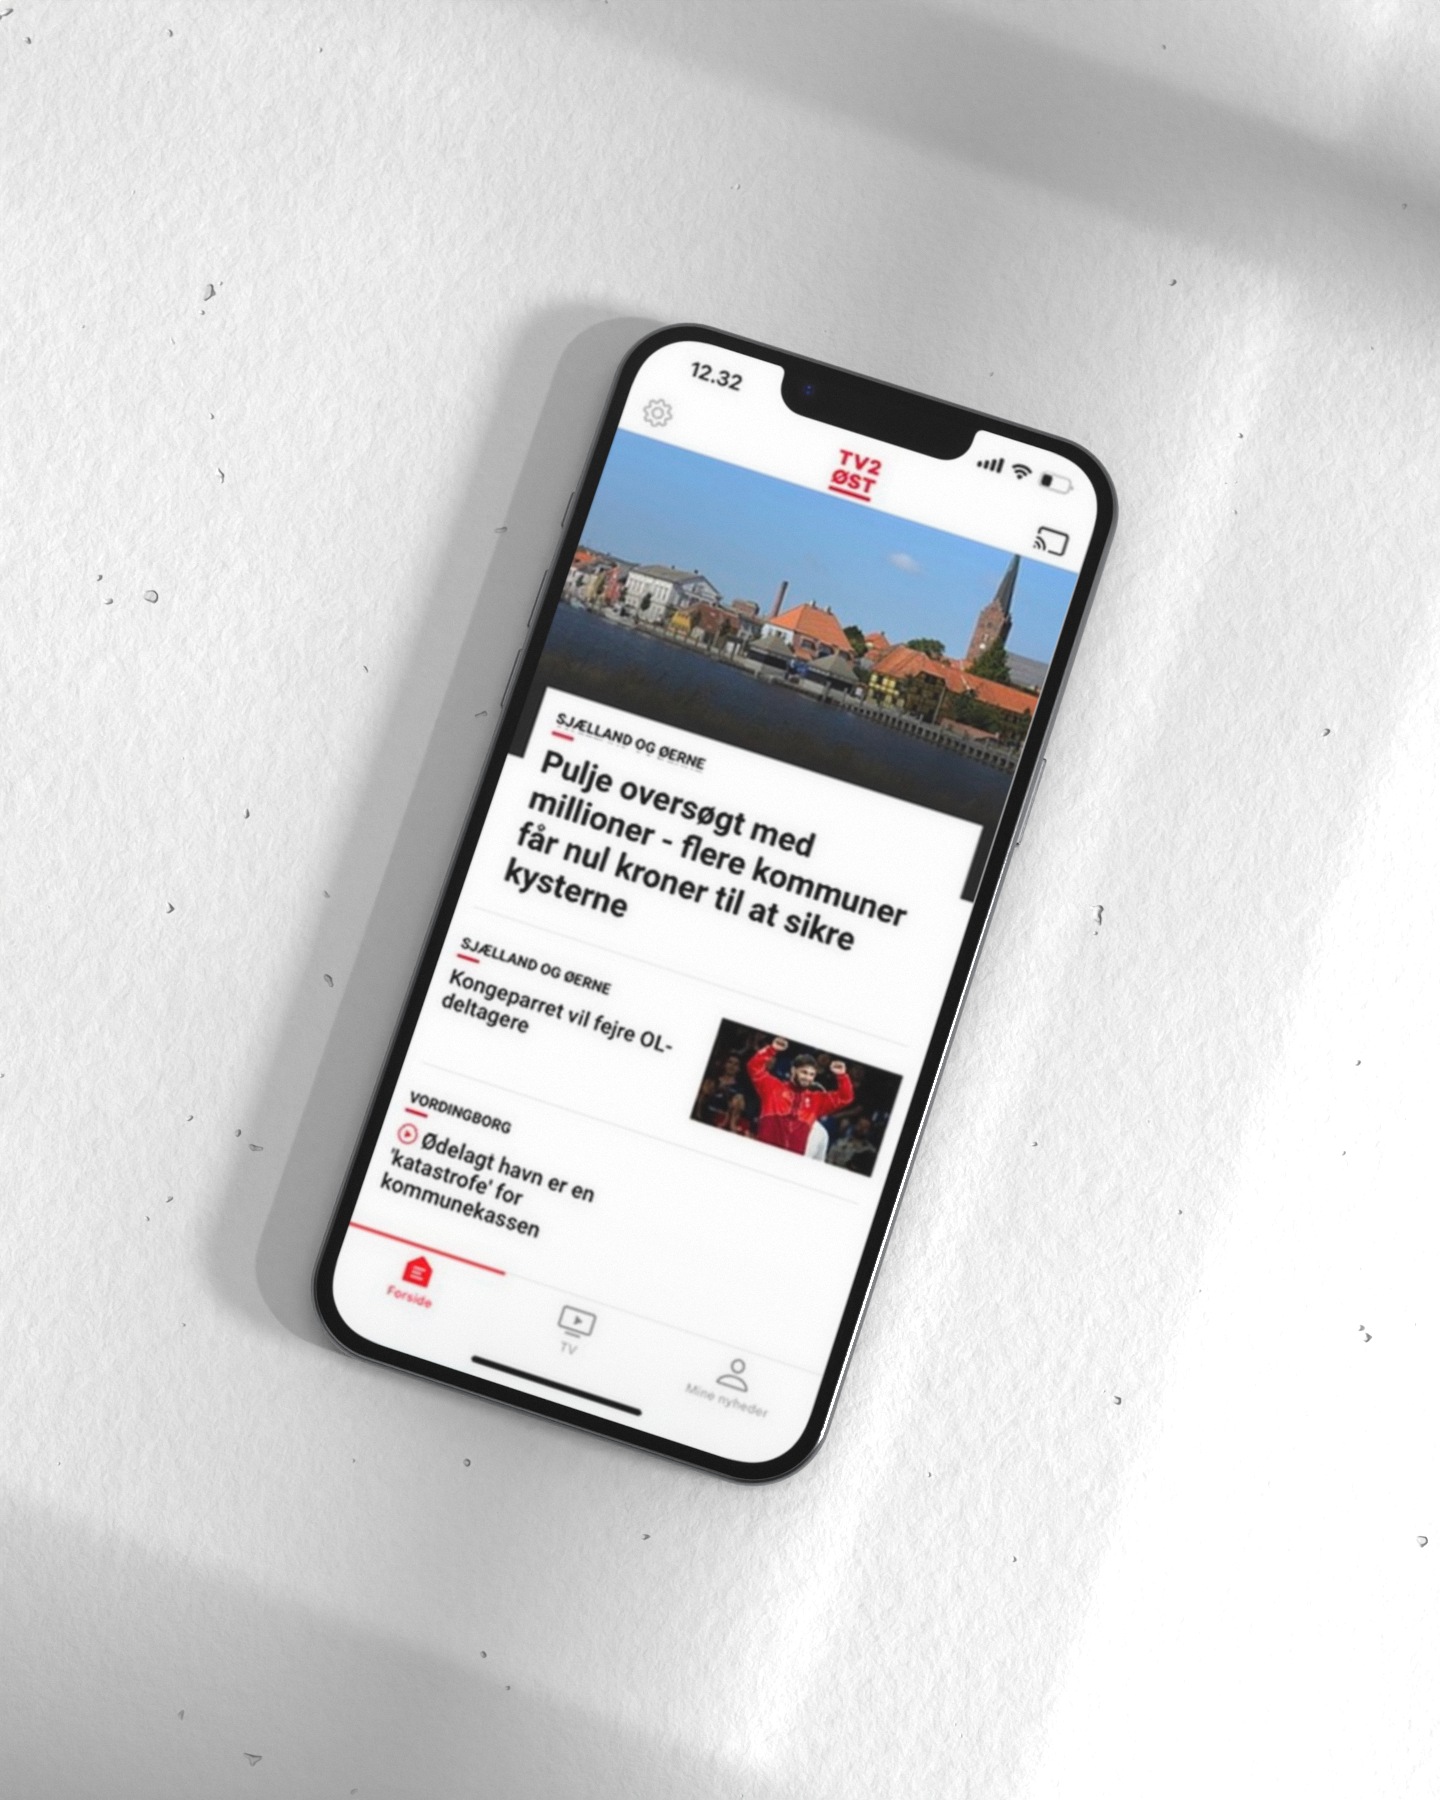 12.32
TV2
ØST
SJÆLLAND OG ØERNE
Pulje oversøgt med
millioner - flere kommuner
får nul kroner til at sikre
kysterne
SJÆLLAND OG ØERNE
Kongeparret vil fejre OL-
deltagere
VORDINGBORG
Ødelagt havn er en
'katastrofe' for
kommunekassen
Forside
TV
Mine nyheder